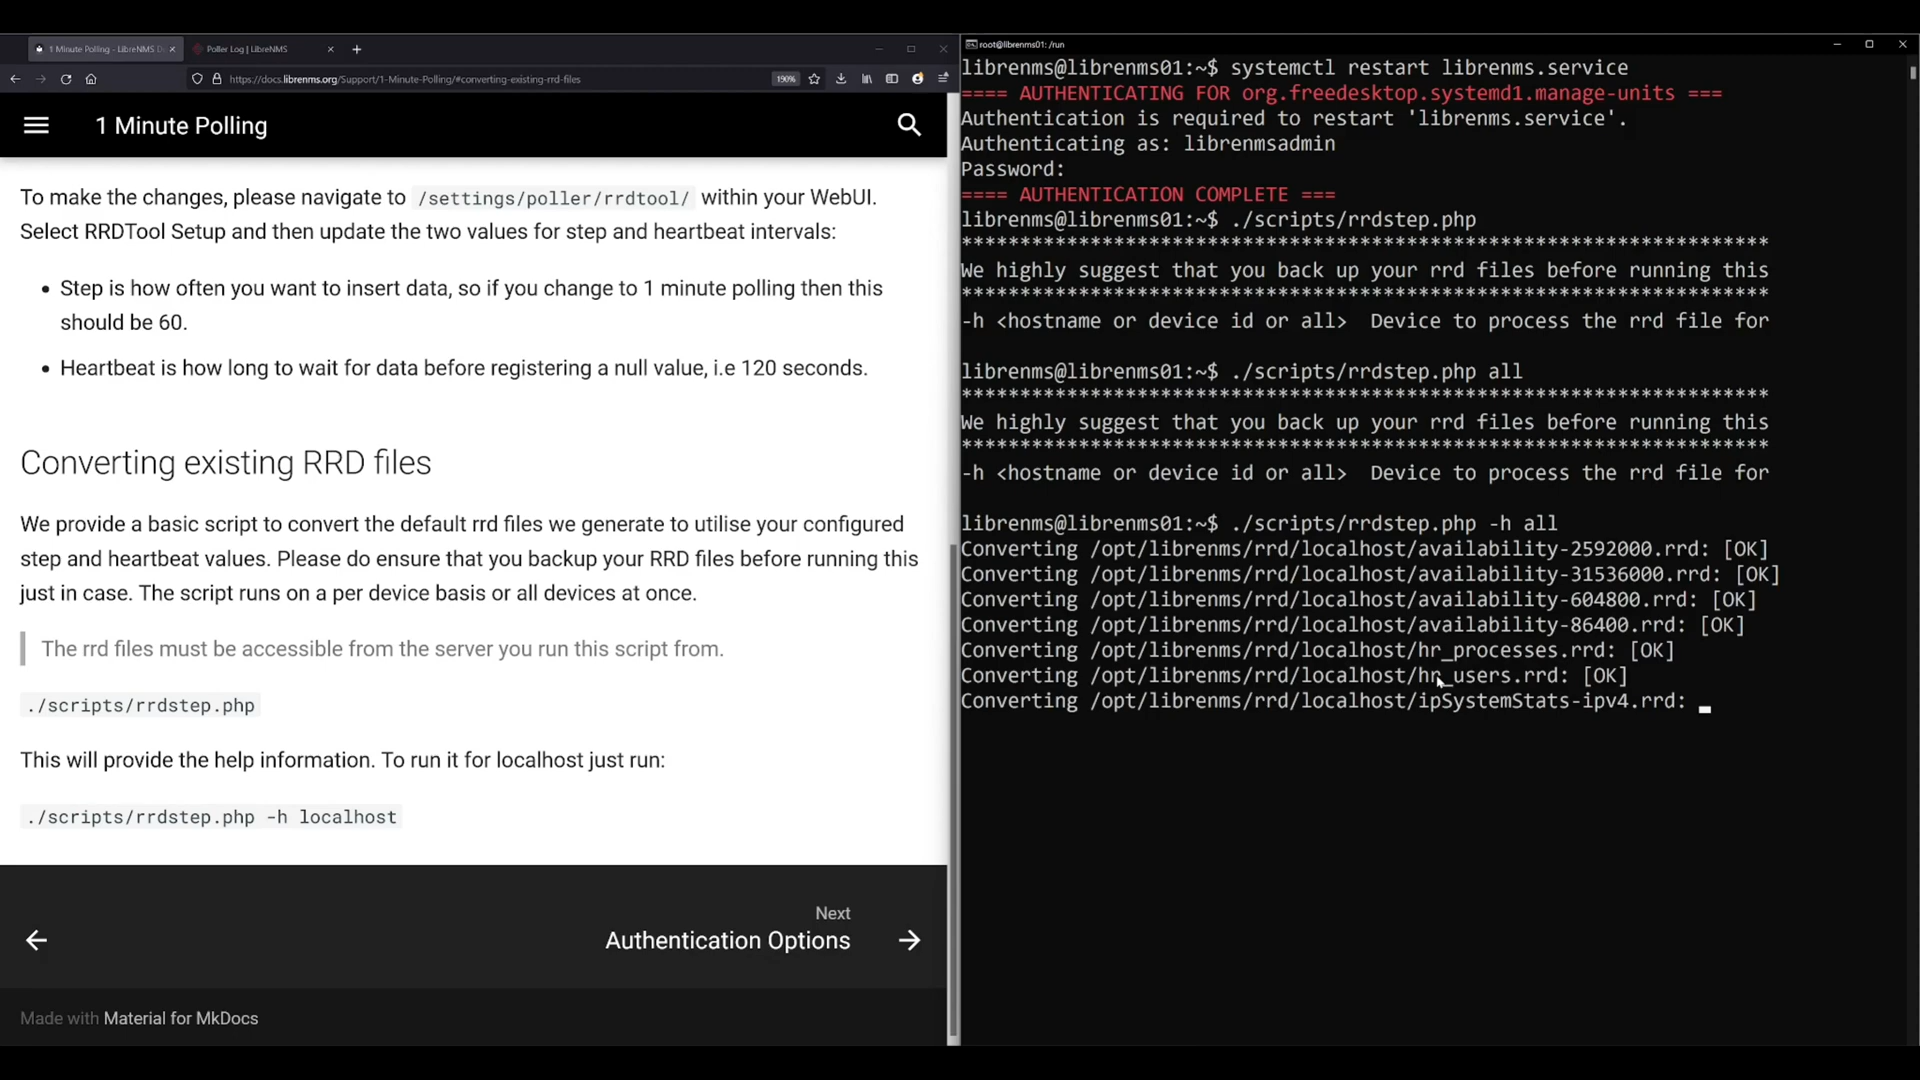 1 Minute Polling - LibreNMS D
Poller Log | LibreNMS
https://docs.librenms.org/Support/1-Minute-Polling/#converting-existing-rrd-files
190%
1 Minute Polling
To make the changes, please navigate to /settings/poller/rrdtool/ within your WebUI.
Select RRDTool Setup and then update the two values for step and heartbeat intervals:
• Step is how often you want to insert data, so if you change to 1 minute polling then this
should be 60.
• Heartbeat is how long to wait for data before registering a null value, i.e 120 seconds.
Converting existing RRD files
We provide a basic script to convert the default rrd files we generate to utilise your configured
step and heartbeat values. Please do ensure that you backup your RRD files before running this
just in case. The script runs on a per device basis or all devices at once.
The rrd files must be accessible from the server you run this script from.
./scripts/rrdstep.php
This will provide the help information. To run it for localhost just run:
./scripts/rrdstep.php -h localhost
Next
Authentication Options
Made with Material for MkDocs
root@librenms01: /run
librenms@librenms01:~$ systemctl restart librenms.service
==== AUTHENTICATING FOR org.freedesktop.systemd1.manage-units ===
Authentication is required to restart 'librenms.service'.
Authenticating as: librenmsadmin
Password:
==== AUTHENTICATION COMPLETE ===
librenms@librenms01:~$ ./scripts/rrdstep.php
*********************************************************************
We highly suggest that you back up your rrd files before running this
*********************************************************************
-h <hostname or device id or all>  Device to process the rrd file for
librenms@librenms01:~$ ./scripts/rrdstep.php all
*********************************************************************
We highly suggest that you back up your rrd files before running this
*********************************************************************
-h <hostname or device id or all>  Device to process the rrd file for
librenms@librenms01:~$ ./scripts/rrdstep.php -h all
Converting /opt/librenms/rrd/localhost/availability-2592000.rrd: [OK]
Converting /opt/librenms/rrd/localhost/availability-31536000.rrd: [OK]
Converting /opt/librenms/rrd/localhost/availability-604800.rrd: [OK]
Converting /opt/librenms/rrd/localhost/availability-86400.rrd: [OK]
Converting /opt/librenms/rrd/localhost/hr_processes.rrd: [OK]
Converting /opt/librenms/rrd/localhost/hr_users.rrd: [OK]
Converting /opt/librenms/rrd/localhost/ipSystemStats-ipv4.rrd: